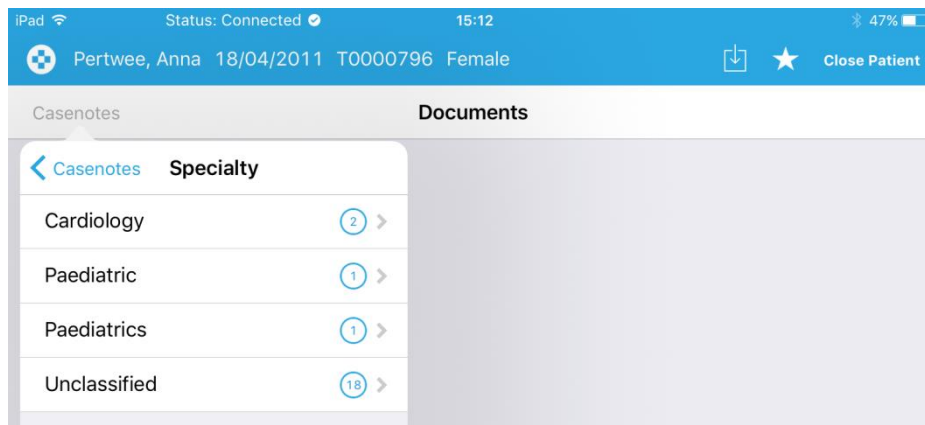 iPad Status: Connected 15:12 47%
Pertwee, Anna 18/04/2011 T0000796 Female Close Patient
Casenotes Documents
Casenotes Specialty
Cardiology 2
Paediatric 1
Paediatrics 1
Unclassified 18